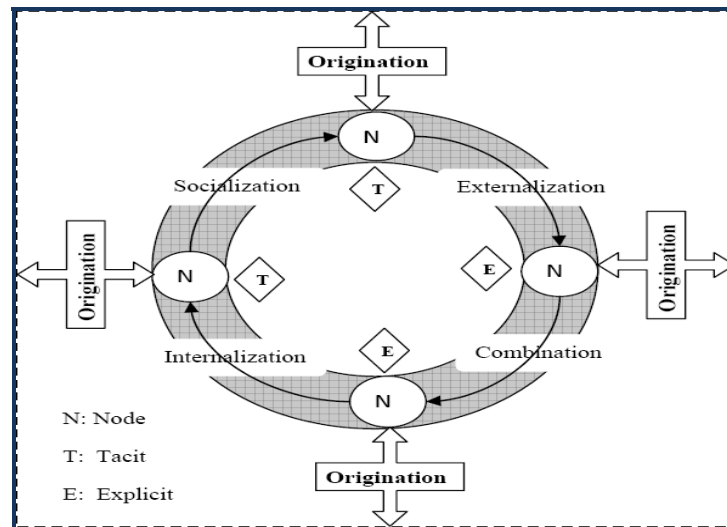 Origination
N
Socialization
T
Externalization
Origination
N
T
E
N
Origination
Internalization
E
Combination
N
N: Node
T: Tacit
E: Explicit
Origination